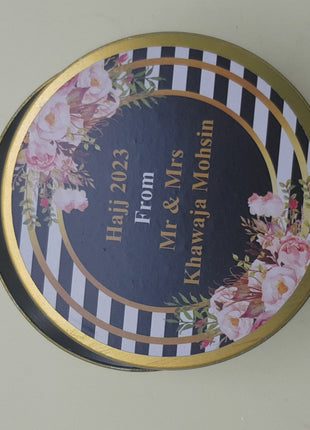 Hajj 2023
From
Mr & Mrs
Khawaja Mohsin